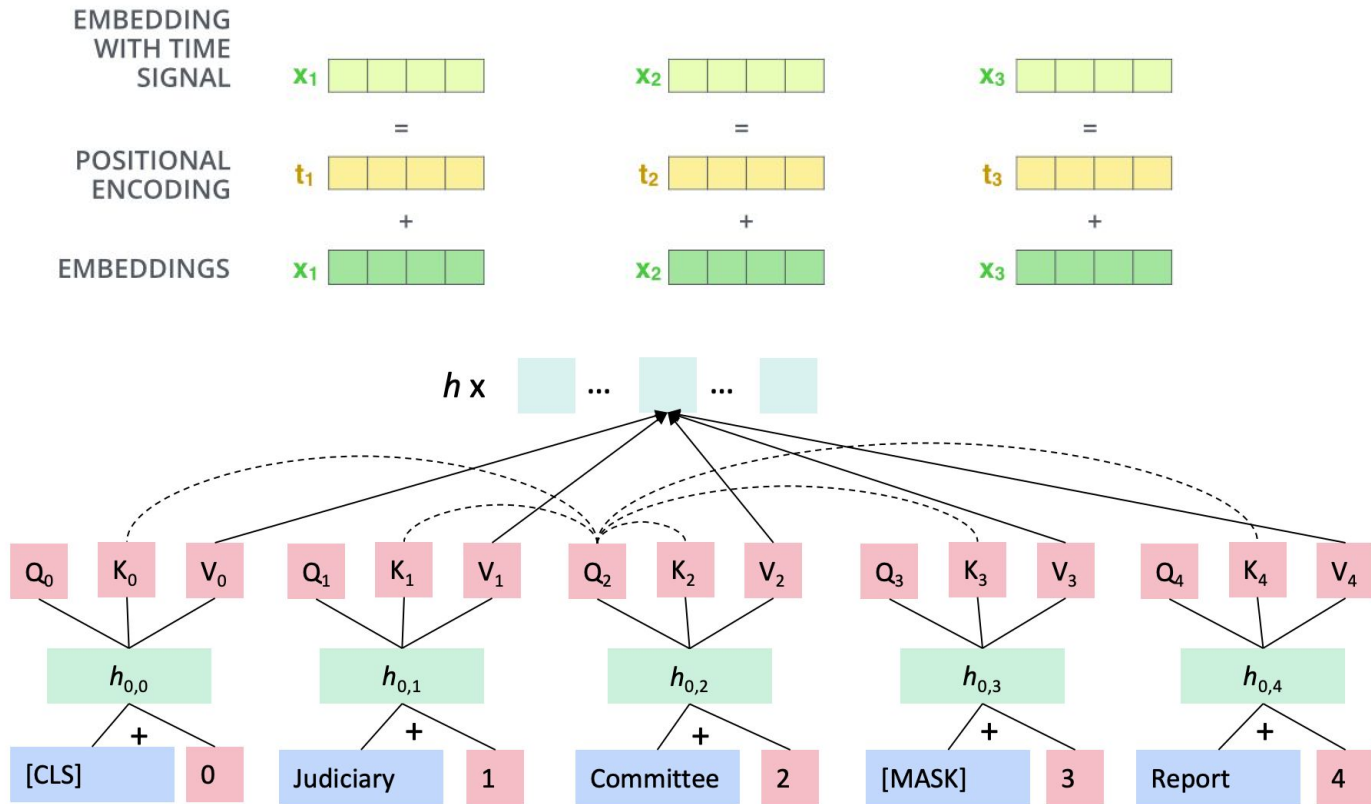 EMBEDDING
WITH TIME
SIGNAL
x₁ x₂ x₃
= = =
POSITIONAL
ENCODING
t₁ t₂ t₃
+ + +
EMBEDDINGS
x₁ x₂ x₃
h x ... ...
Q₀ K₀ V₀ Q₁ K₁ V₁ Q₂ K₂ V₂ Q₃ K₃ V₃ Q₄ K₄ V₄
h₀,₀ h₀,₁ h₀,₂ h₀,₃ h₀,₄
+ + + + +
[CLS] 0 Judiciary 1 Committee 2 [MASK] 3 Report 4